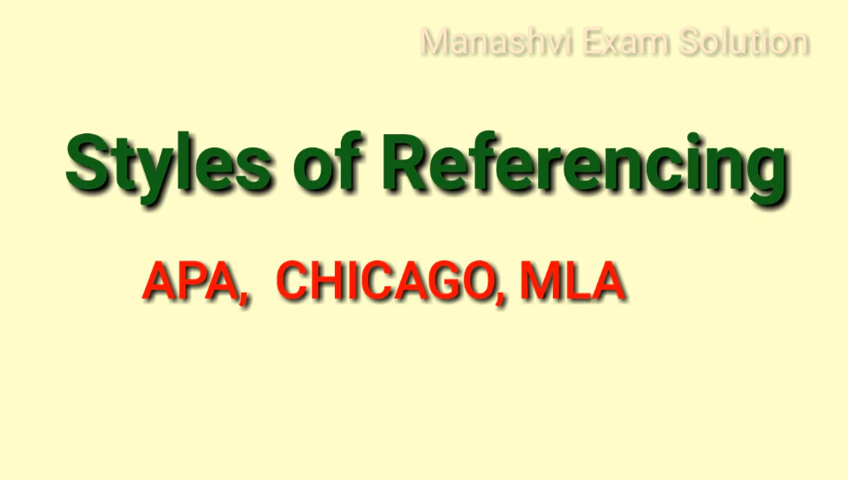 Manashvi Exam Solution
Styles of Referencing
APA, CHICAGO, MLA